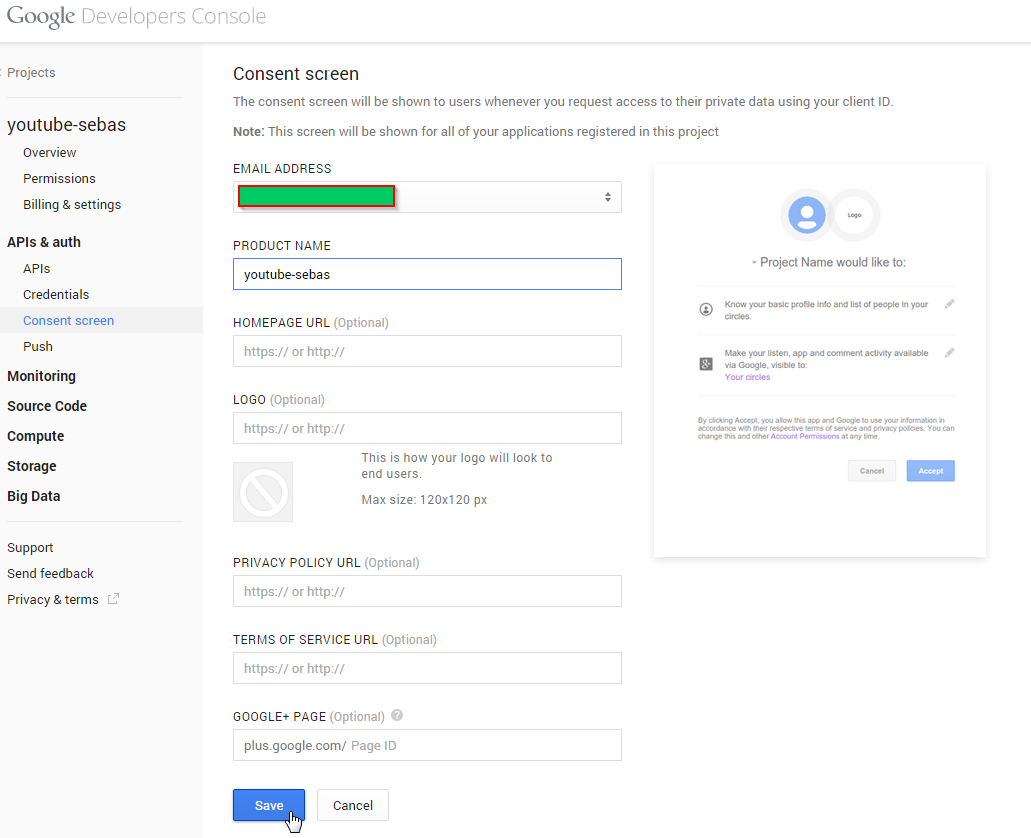 Google Developers Console
Projects
youtube-sebas
Overview
Permissions
Billing & settings
APIs & auth
APIs
Credentials
Consent screen
Push
Monitoring
Source Code
Compute
Storage
Big Data
Support
Send feedback
Privacy & terms
Consent screen
The consent screen will be shown to users whenever you request access to their private data using your client ID.
Note: This screen will be shown for all of your applications registered in this project
EMAIL ADDRESS
PRODUCT NAME
youtube-sebas
HOMEPAGE URL (Optional)
https:// or http://
LOGO (Optional)
https:// or http://
This is how your logo will look to
end users.
Max size: 120x120 px
PRIVACY POLICY URL (Optional)
https:// or http://
TERMS OF SERVICE URL (Optional)
https:// or http://
GOOGLE+ PAGE (Optional) ?
plus.google.com/ Page ID
Save
Cancel
Logo
Project Name would like to:
Know your basic profile info and list of people in your
circles.
g+
Make your listen, app and comment activity available
via Google, visible to:
Your circles
By clicking Accept, you allow this app and Google to use your information in
accordance with their respective terms of service and privacy policies. You can
change this and other Account Permissions at any time.
Cancel
Accept